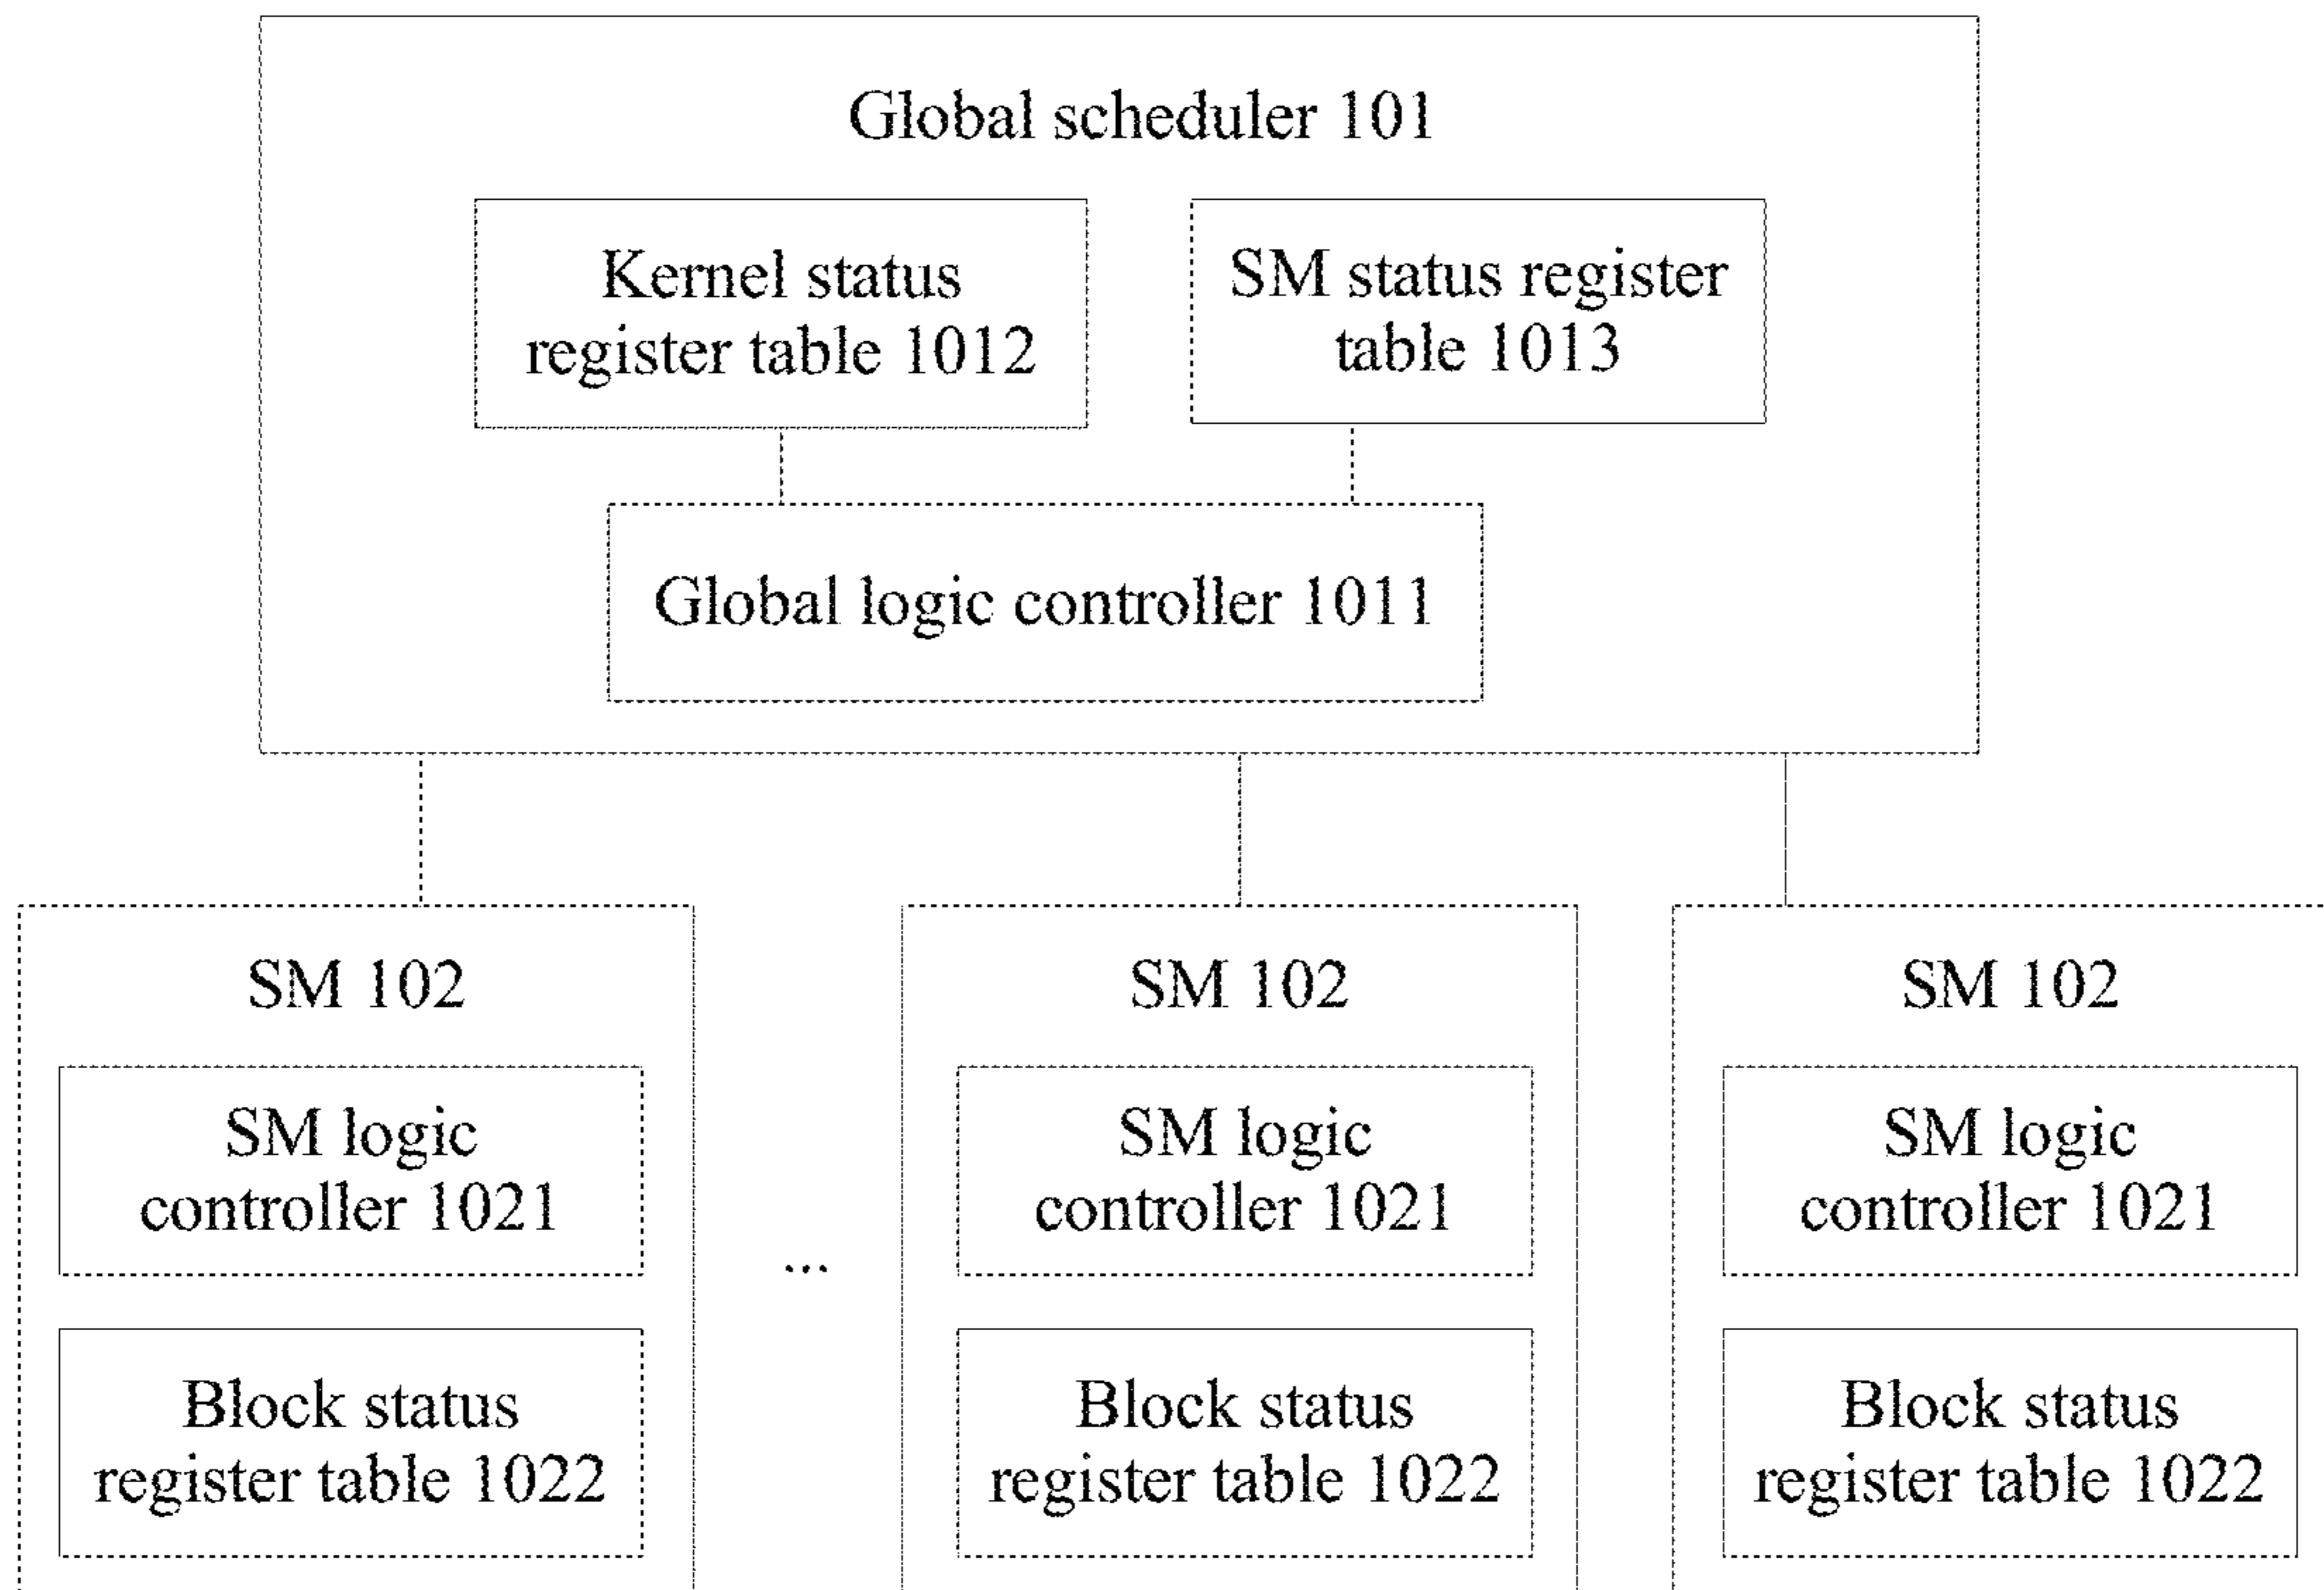 Global scheduler 101
Kernel status
register table 1012
SM status register
table 1013
Global logic controller 1011
SM 102
SM logic
controller 1021
Block status
register table 1022
...
SM 102
SM logic
controller 1021
Block status
register table 1022
SM 102
SM logic
controller 1021
Block status
register table 1022